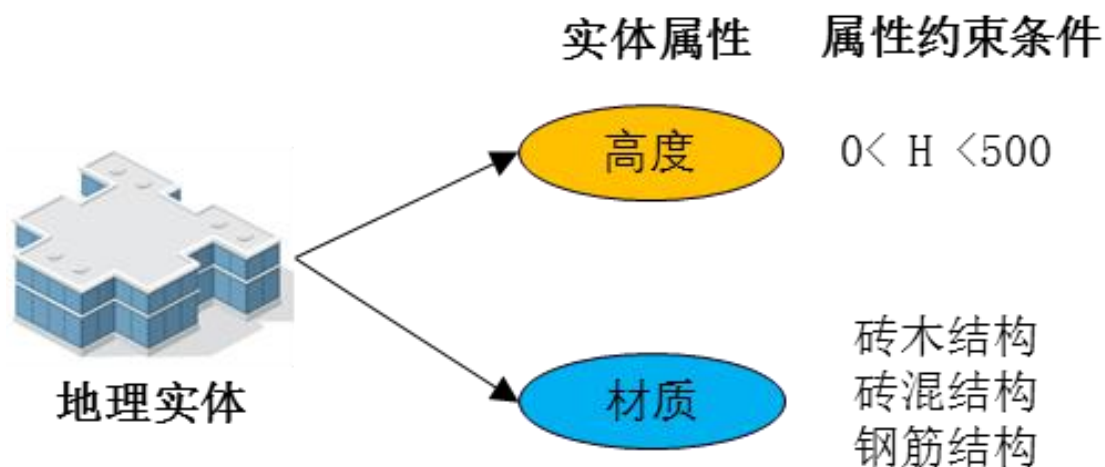 实体属性 属性约束条件
高度 0< H <500
地理实体
材质
砖木结构
砖混结构
钢筋结构